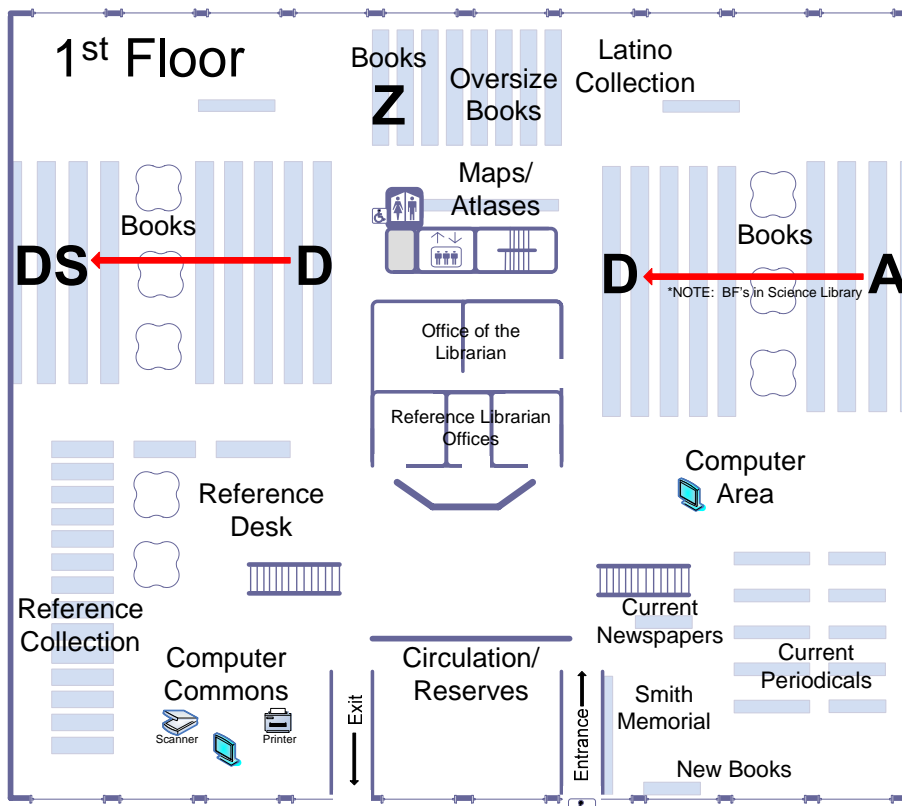 1st Floor
Books
Z
Oversize
Books
Latino
Collection
Maps/
Atlases
Books
DS
D
Books
D
A
*NOTE: BF's in Science Library
Office of the
Librarian
Reference Librarian
Offices
Computer
Area
Reference
Desk
Reference
Collection
Current
Newspapers
Current
Periodicals
Computer
Commons
Scanner
Printer
Exit
Circulation/
Reserves
Entrance
Smith
Memorial
New Books